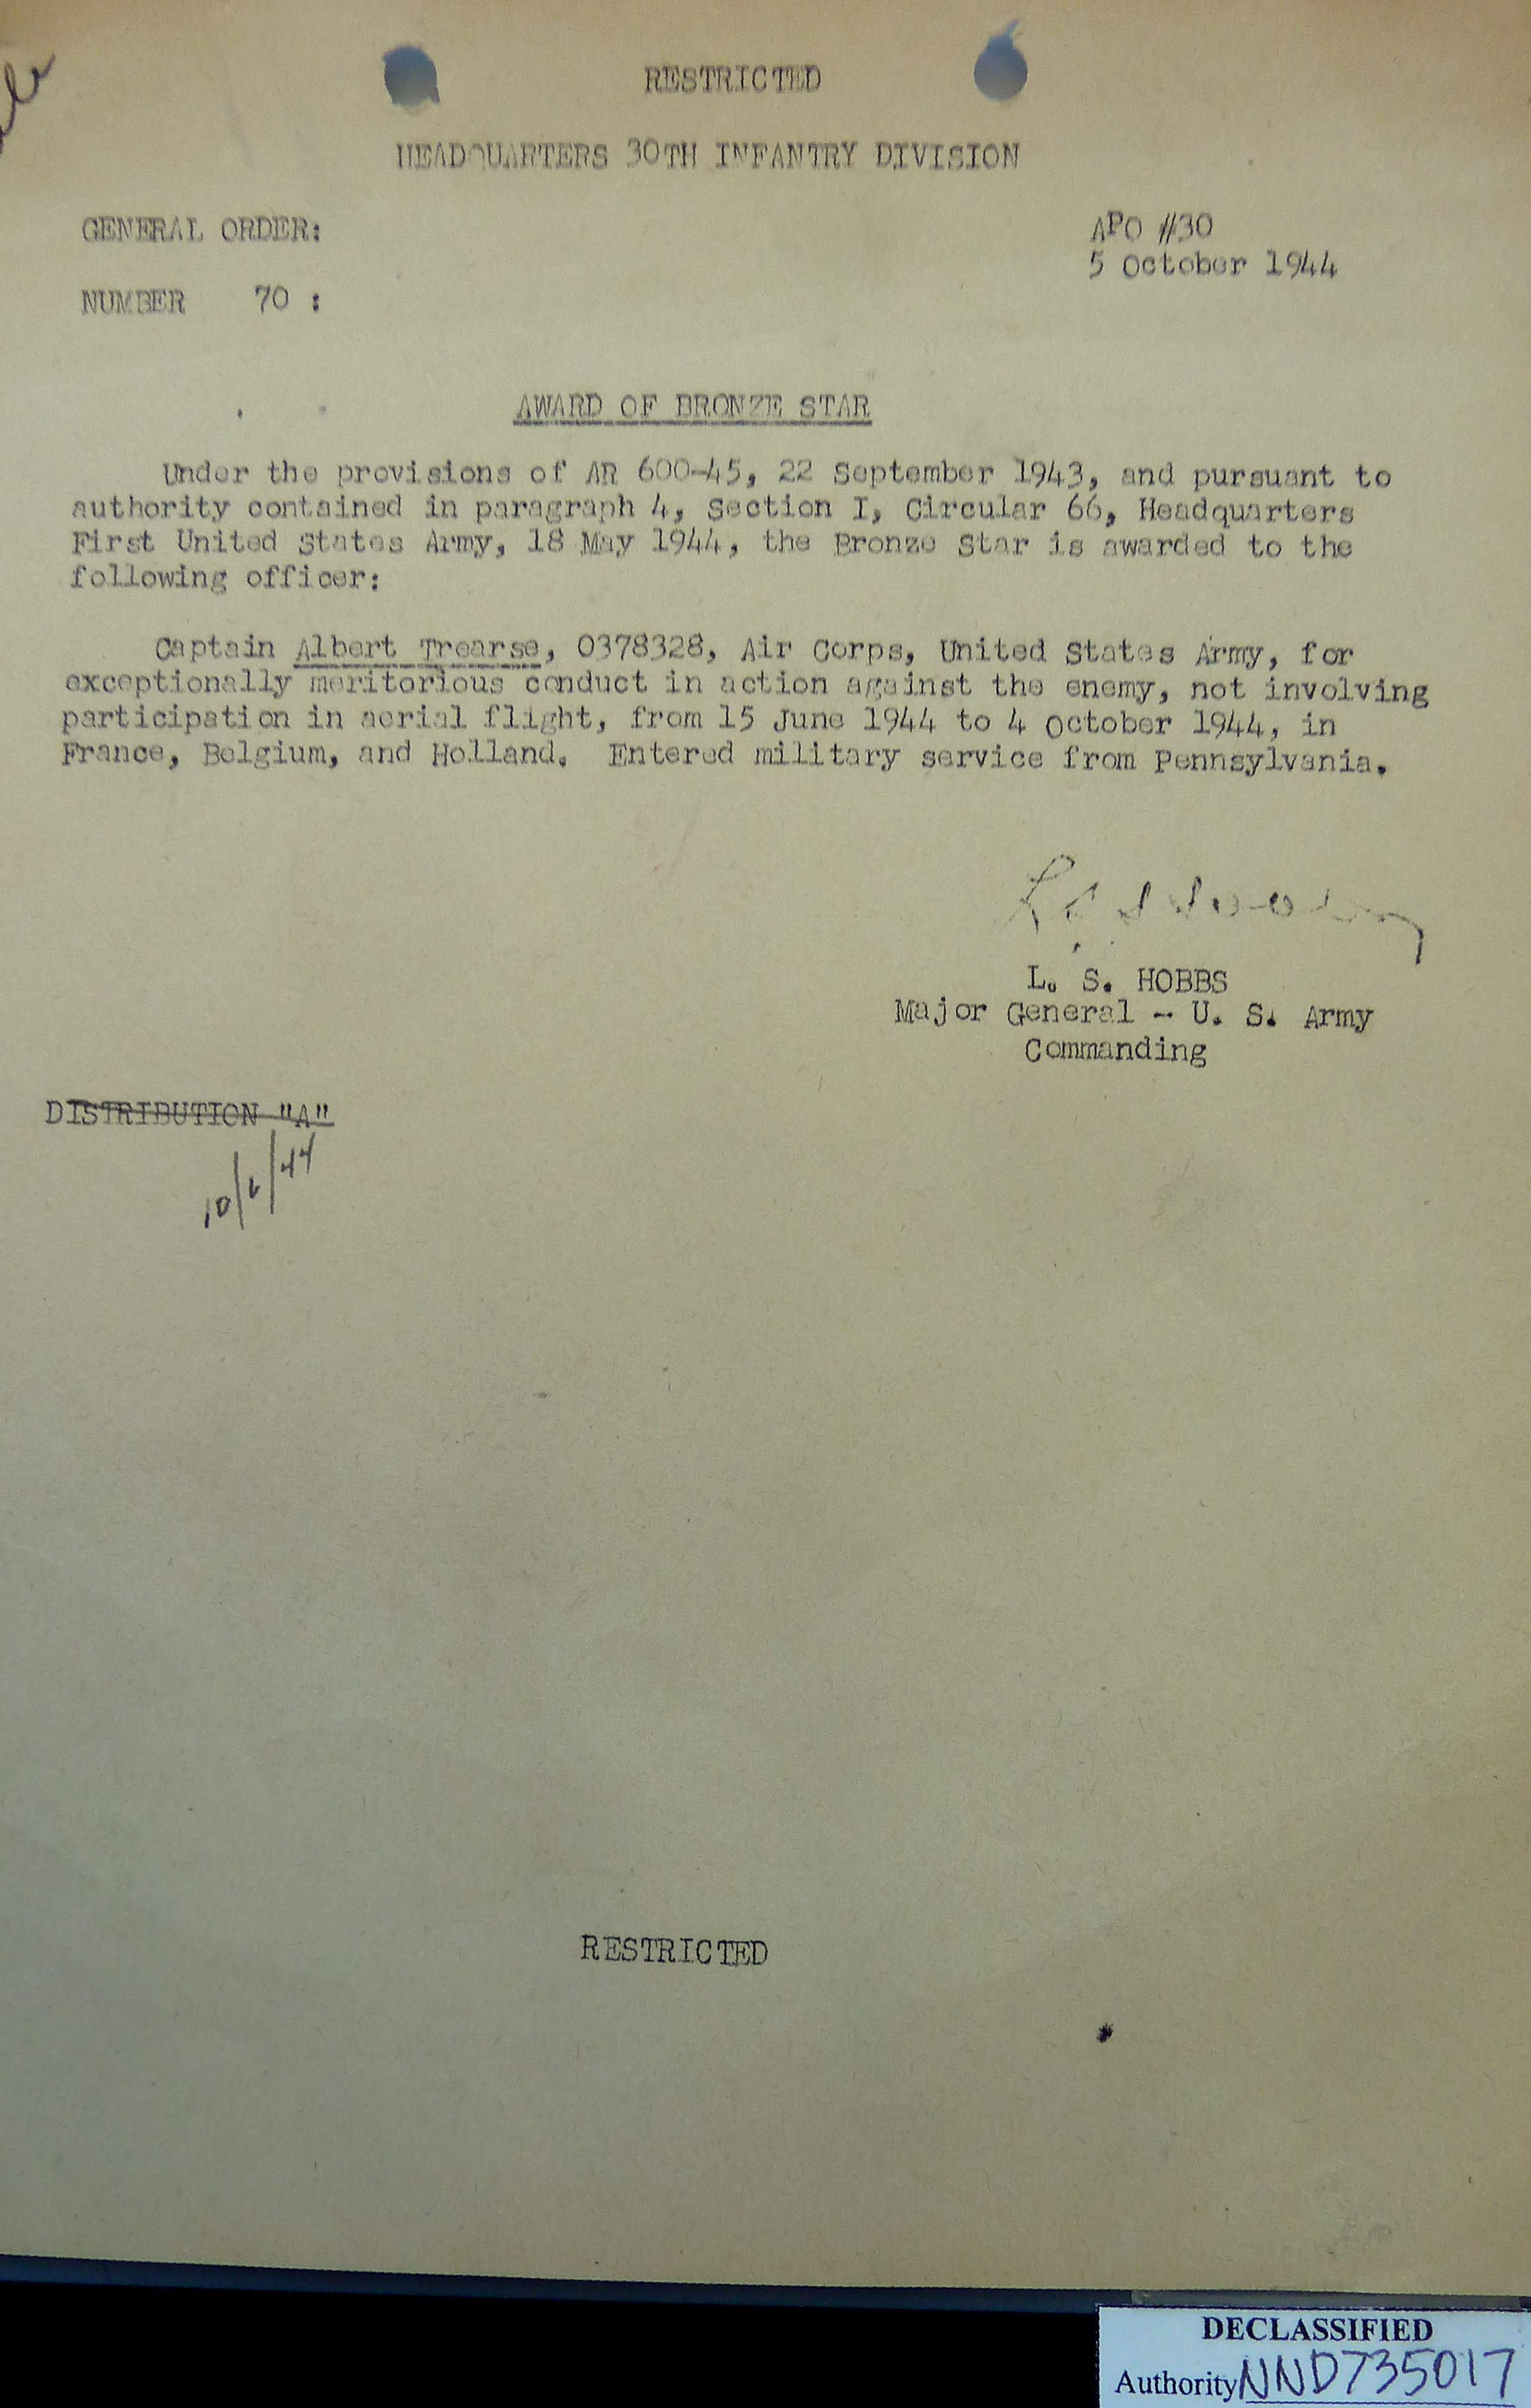 RESTRICTED
HEADQUARTERS 30TH INFANTRY DIVISION
GENERAL ORDER:
APO #30
5 October 1944
NUMBER 70 :
AWARD OF BRONZE STAR
Under the provisions of AR 600-45, 22 September 1943, and pursuant to
authority contained in paragraph 4, Section I, Circular 66, Headquarters
First United States Army, 18 May 1944, the Bronze Star is awarded to the
following officer:
Captain Albert Trearse, 0378328, Air Corps, United States Army, for
exceptionally meritorious conduct in action against the enemy, not involving
participation in aerial flight, from 15 June 1944 to 4 October 1944, in
France, Belgium, and Holland. Entered military service from Pennsylvania.
L. S. HOBBS
Major General - U. S. Army
Commanding
DISTRIBUTION "A"
10/6/44
RESTRICTED
DECLASSIFIED
Authority NND735017